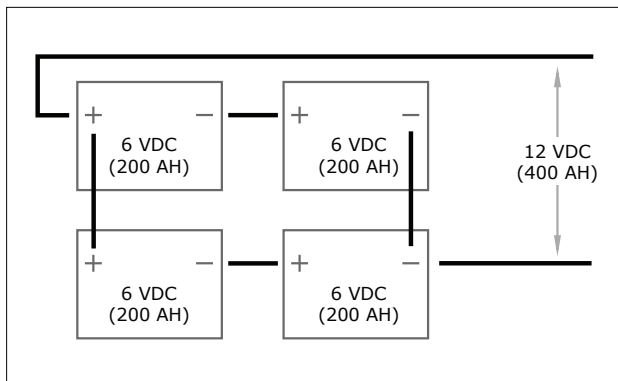 + − + −
6 VDC
(200 AH)
6 VDC
(200 AH)
12 VDC
(400 AH)
+ − + −
6 VDC
(200 AH)
6 VDC
(200 AH)